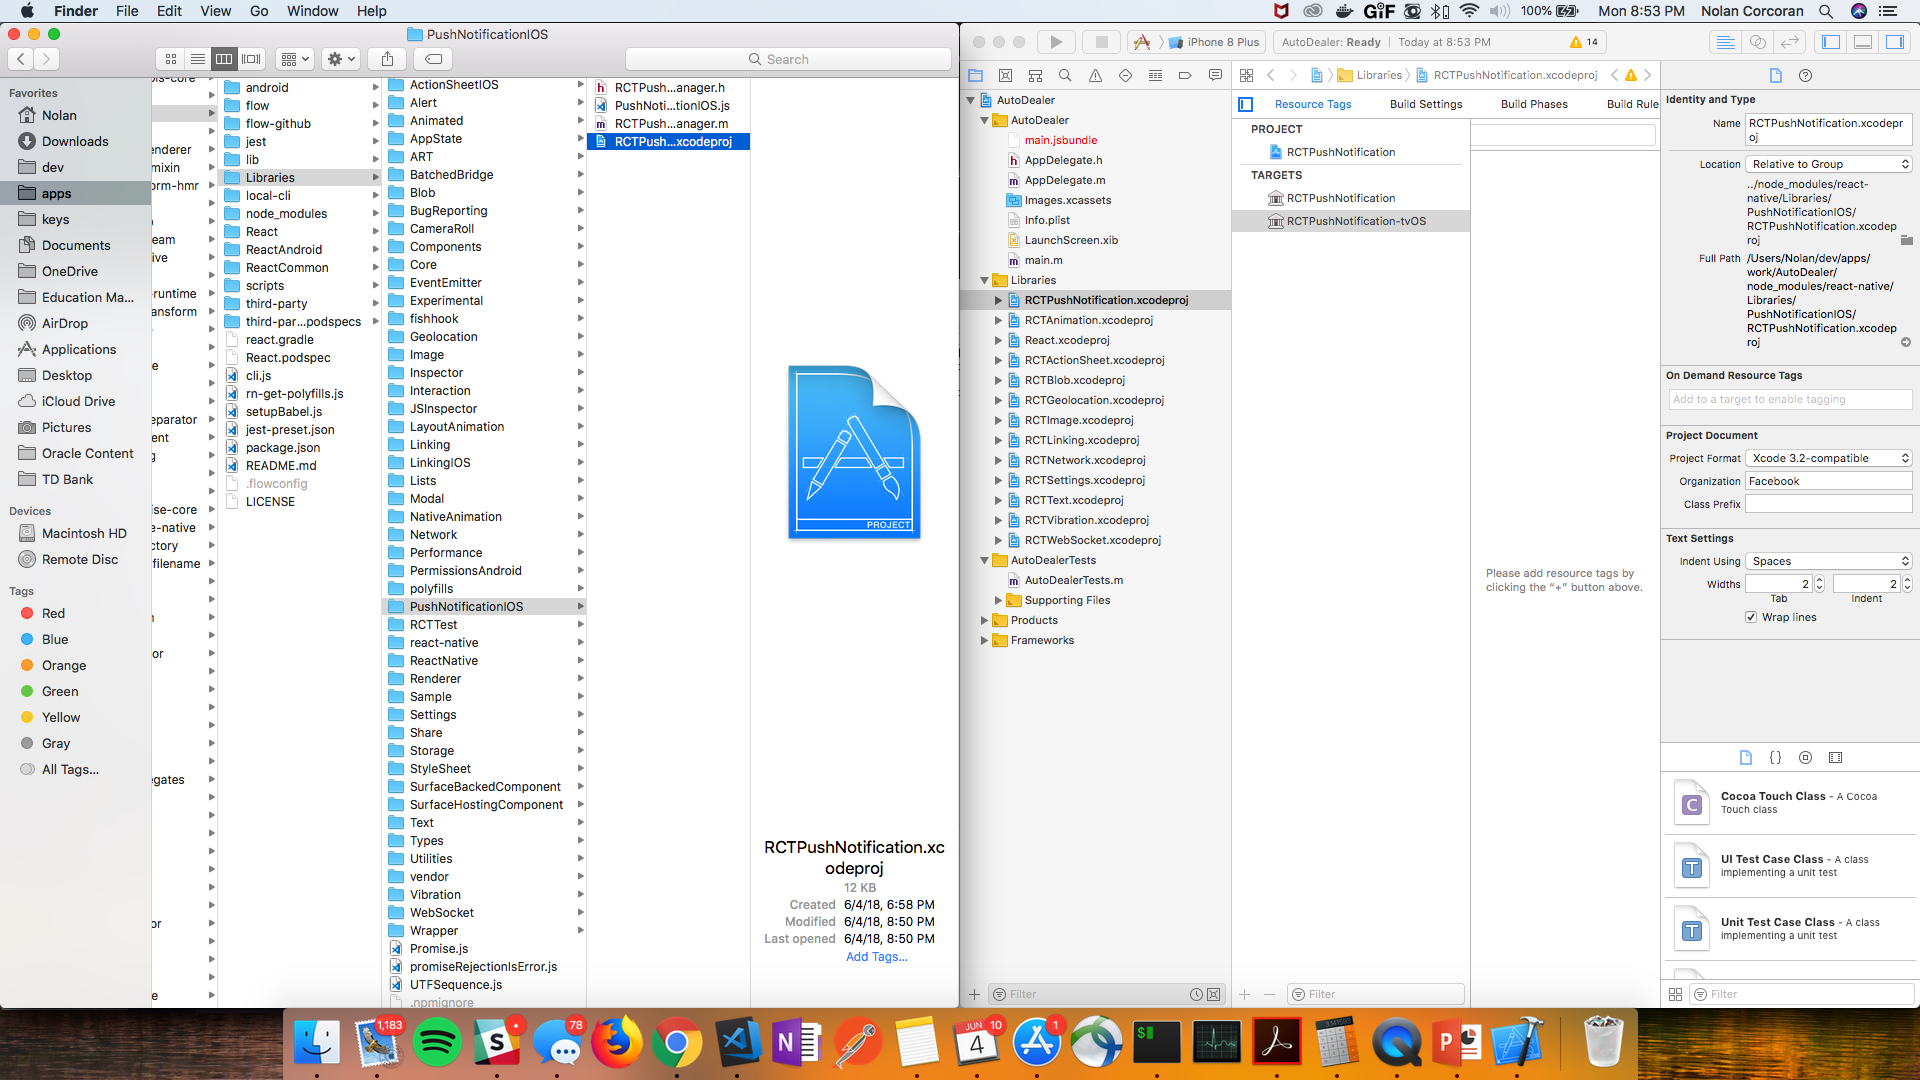 Finder File Edit View Go Window Help
GIF 100% Mon 8:53 PM Nolan Corcoran
PushNotificationIOS
Search
Favorites
Nolan
Downloads
dev
apps
keys
Documents
OneDrive
Education Ma...
AirDrop
Applications
Desktop
iCloud Drive
Pictures
Oracle Content
TD Bank
Devices
Macintosh HD
Remote Disc
Tags
Red
Blue
Orange
Green
Yellow
Gray
All Tags...
enderer
mixin
orm-hmr
eam
ive
-runtime
ansform
e
eparator
ent
g
ise-core
e-native
ctory
filename
n
or
egates
or
e
android
flow
flow-github
jest
lib
Libraries
local-cli
node_modules
React
ReactAndroid
ReactCommon
scripts
third-party
third-par...podspecs
react.gradle
React.podspec
cli.js
rn-get-polyfills.js
setupBabel.js
jest-preset.json
package.json
README.md
.flowconfig
LICENSE
ActionSheetIOS
Alert
Animated
AppState
ART
BatchedBridge
Blob
BugReporting
CameraRoll
Components
Core
EventEmitter
Experimental
fishhook
Geolocation
Image
Inspector
Interaction
JSInspector
LayoutAnimation
Linking
LinkingIOS
Lists
Modal
NativeAnimation
Network
Performance
PermissionsAndroid
polyfills
PushNotificationIOS
RCTTest
react-native
ReactNative
Renderer
Sample
Settings
Share
Storage
StyleSheet
SurfaceBackedComponent
SurfaceHostingComponent
Text
Types
Utilities
vendor
Vibration
WebSocket
Wrapper
Promise.js
promiseRejectionIsError.js
UTFSequence.js
.npmignore
RCTPush...anager.h
PushNoti...tionIOS.js
RCTPush...anager.m
RCTPush...xcodeproj
PROJECT
RCTPushNotification.xc
odeproj
12 KB
Created 6/4/18, 6:58 PM
Modified 6/4/18, 8:50 PM
Last opened 6/4/18, 8:50 PM
Add Tags...
iPhone 8 Plus
AutoDealer: Ready | Today at 8:53 PM
14
Libraries
RCTPushNotification.xcodeproj
AutoDealer
AutoDealer
main.jsbundle
AppDelegate.h
AppDelegate.m
Images.xcassets
Info.plist
LaunchScreen.xib
main.m
Libraries
RCTPushNotification.xcodeproj
RCTAnimation.xcodeproj
React.xcodeproj
RCTActionSheet.xcodeproj
RCTBlob.xcodeproj
RCTGeolocation.xcodeproj
RCTImage.xcodeproj
RCTLinking.xcodeproj
RCTNetwork.xcodeproj
RCTSettings.xcodeproj
RCTText.xcodeproj
RCTVibration.xcodeproj
RCTWebSocket.xcodeproj
AutoDealerTests
AutoDealerTests.m
Supporting Files
Products
Frameworks
Filter
Resource Tags Build Settings Build Phases Build Rule
PROJECT
RCTPushNotification
TARGETS
RCTPushNotification
RCTPushNotification-tvOS
Please add resource tags by
clicking the "+" button above.
Filter
Identity and Type
Name RCTPushNotification.xcodepr
oj
Location Relative to Group
../node_modules/react-
native/Libraries/
PushNotificationIOS/
RCTPushNotification.xcodepr
oj
Full Path /Users/Nolan/dev/apps/
work/AutoDealer/
node_modules/react-native/
Libraries/
PushNotificationIOS/
RCTPushNotification.xcodepr
oj
On Demand Resource Tags
Add to a target to enable tagging
Project Document
Project Format Xcode 3.2-compatible
Organization Facebook
Class Prefix
Text Settings
Indent Using Spaces
Widths 2 2
Tab Indent
Wrap lines
{}
C
Cocoa Touch Class - A Cocoa
Touch class
T
UI Test Case Class - A class
implementing a unit test
T
Unit Test Case Class - A class
implementing a unit test
Filter
1,183
S
78
N
JUN 10
4
1
$
P